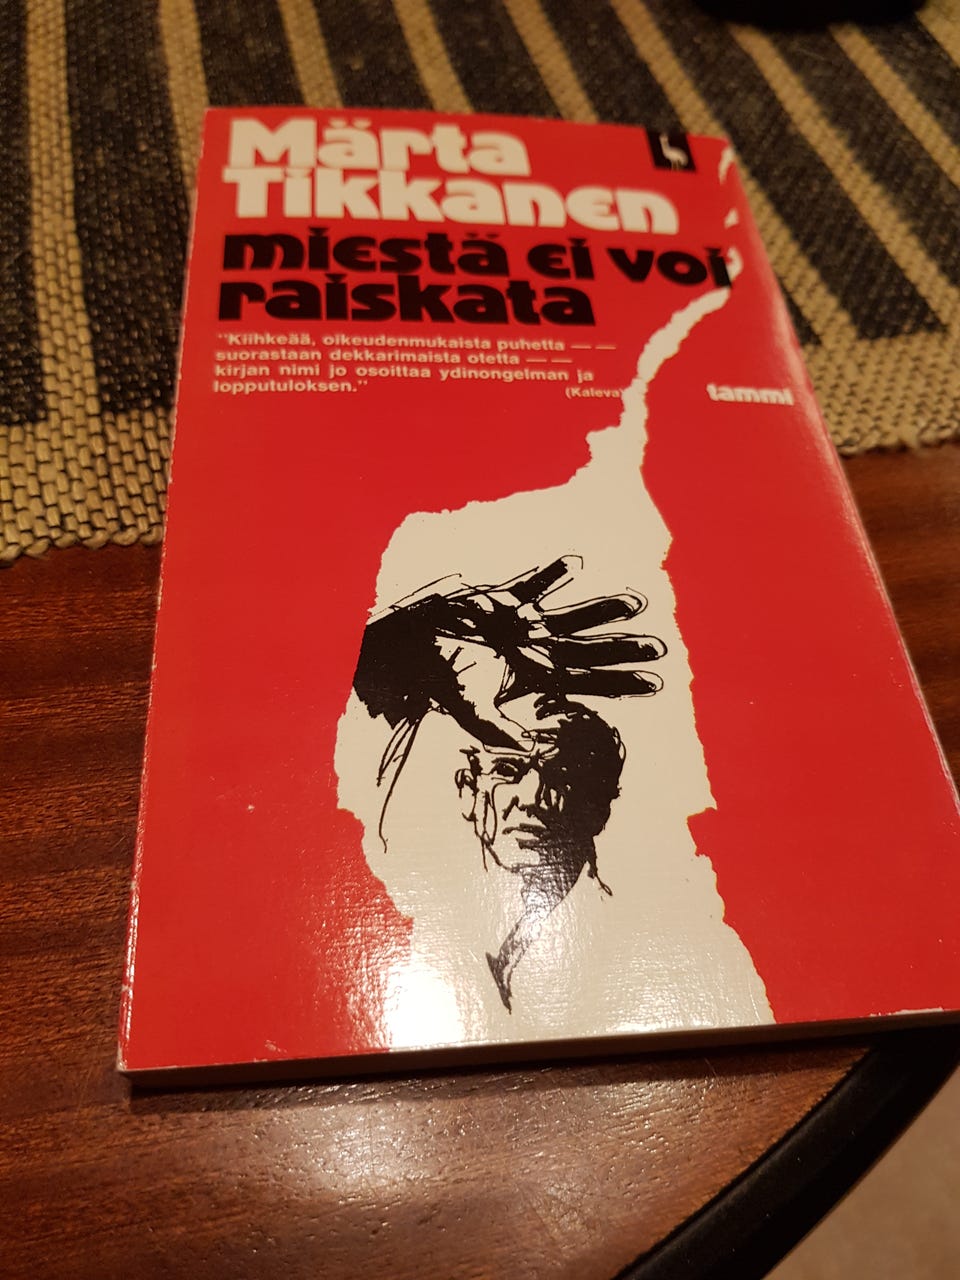 Märta
Tikkanen
miestä ei voi
raiskata
"Kiihkeää, oikeudenmukaista puhetta — —
suorastaan dekkarimaista otetta — —
kirjan nimi jo osoittaa ydinongelman ja
lopputuloksen."
(Kaleva)
tammi